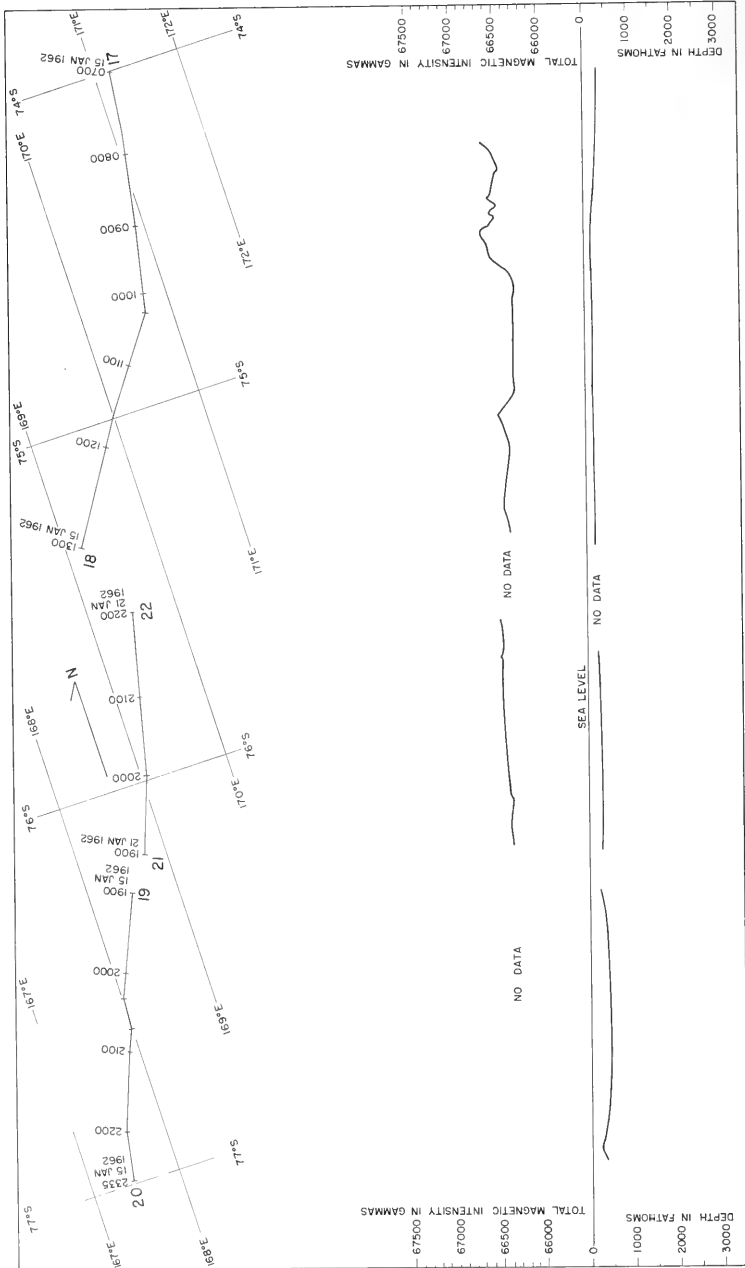 77°S
167°E
76°S
168°E
75°S
169°E
170°E
74°S
171°E
172°E
74°S
2335
15 JAN
1962
20
2200
2100
2000
1900
15 JAN
1962
19
1900
21 JAN 1962
21
2000
2100
2200
21 JAN
1962
22
N
1300
15 JAN 1962
18
1200
1100
1000
0900
0800
0700
15 JAN 1962
17
167°E
168°E
77°S
169°E
170°E
76°S
171°E
75°S
172°E
TOTAL MAGNETIC INTENSITY IN GAMMAS
67500
67000
66500
66000
NO DATA
NO DATA
TOTAL MAGNETIC INTENSITY IN GAMMAS
67500
67000
66500
66000
SEA LEVEL
NO DATA
DEPTH IN FATHOMS
0
1000
2000
3000
DEPTH IN FATHOMS
0
1000
2000
3000